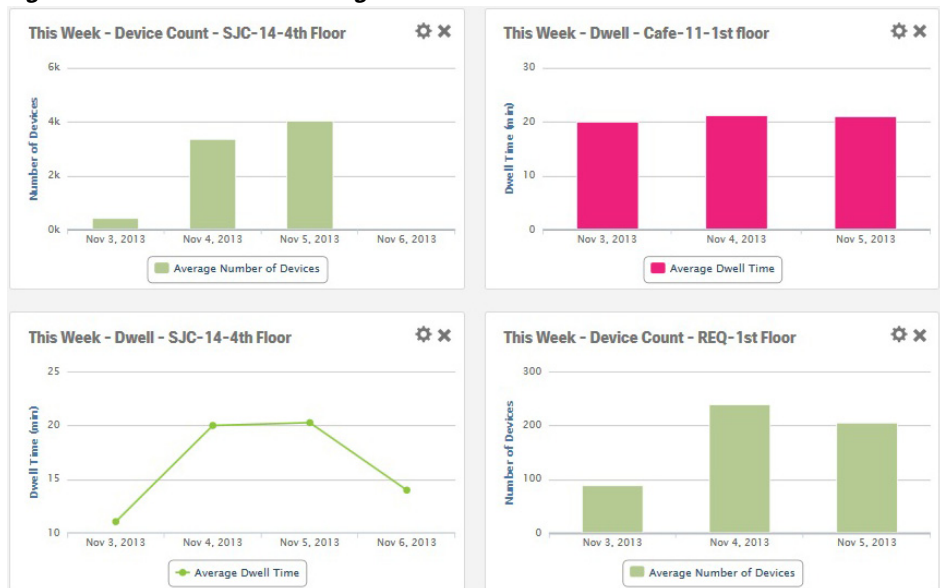 This Week - Device Count - SJC-14-4th Floor
6k
4k
2k
0k
Number of Devices
Nov 3, 2013 Nov 4, 2013 Nov 5, 2013 Nov 6, 2013
Average Number of Devices
This Week - Dwell - Cafe-11-1st floor
30
20
10
0
Dwell Time (min)
Nov 3, 2013 Nov 4, 2013 Nov 5, 2013
Average Dwell Time
This Week - Dwell - SJC-14-4th Floor
25
20
15
10
Dwell Time (min)
Nov 3, 2013 Nov 4, 2013 Nov 5, 2013 Nov 6, 2013
Average Dwell Time
This Week - Device Count - REQ-1st Floor
300
200
100
0
Number of Devices
Nov 3, 2013 Nov 4, 2013 Nov 5, 2013
Average Number of Devices